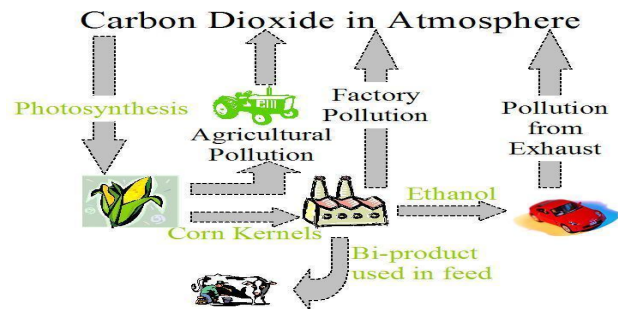 Carbon Dioxide in Atmosphere
Photosynthesis
Agricultural
Pollution
Factory
Pollution
Pollution
from
Exhaust
Corn Kernels
Ethanol
Bi-product
used in feed